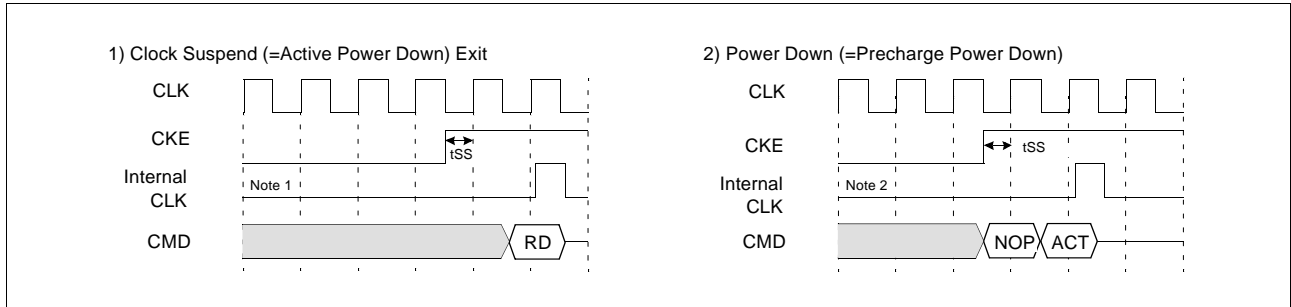 1) Clock Suspend (=Active Power Down) Exit
CLK
CKE
tSS
Internal
CLK
Note 1
CMD
RD
2) Power Down (=Precharge Power Down)
CLK
CKE
tSS
Internal
CLK
Note 2
CMD
NOP
ACT